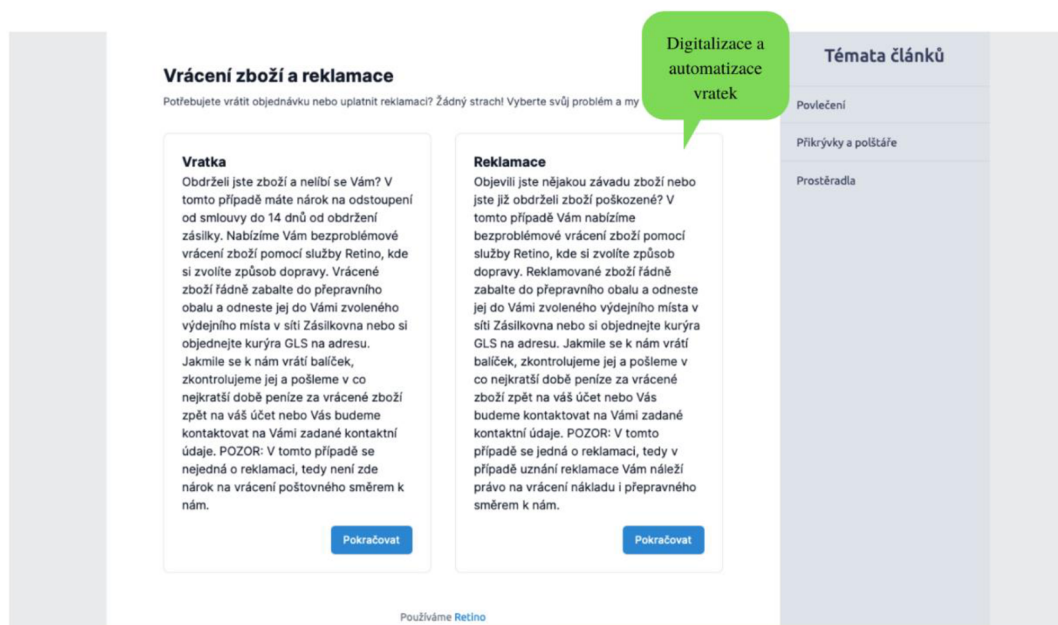 Digitalizace a
automatizace
vratek
Témata článků
Vrácení zboží a reklamace
Potřebujete vrátit objednávku nebo uplatnit reklamaci? Žádný strach! Vyberte svůj problém a my
Povlečení
Přikrývky a polštáře
Prostěradla
Vratka
Obdrželi jste zboží a nelíbí se Vám? V
tomto případě máte nárok na odstoupení
od smlouvy do 14 dnů od obdržení
zásilky. Nabízíme Vám bezproblémové
vrácení zboží pomocí služby Retino, kde
si zvolíte způsob dopravy. Vrácené
zboží řádně zabalte do přepravního
obalu a odneste jej do Vámi zvoleného
výdejního místa v síti Zásilkovna nebo si
objednejte kurýra GLS na adresu.
Jakmile se k nám vrátí balíček,
zkontrolujeme jej a pošleme v co
nejkratší době peníze za vrácené zboží
zpět na váš účet nebo Vás budeme
kontaktovat na Vámi zadané kontaktní
údaje. POZOR: V tomto případě se
nejedná o reklamaci, tedy není zde
nárok na vrácení poštovného směrem k
nám.
Pokračovat
Reklamace
Objevili jste nějakou závadu zboží nebo
jste již obdrželi zboží poškozené? V
tomto případě Vám nabízíme
bezproblémové vrácení zboží pomocí
služby Retino, kde si zvolíte způsob
dopravy. Reklamované zboží řádně
zabalte do přepravního obalu a odneste
jej do Vámi zvoleného výdejního místa v
síti Zásilkovna nebo si objednejte kurýra
GLS na adresu. Jakmile se k nám vrátí
balíček, zkontrolujeme jej a pošleme v
co nejkratší době peníze za vrácené
zboží zpět na váš účet nebo Vás
budeme kontaktovat na Vámi zadané
kontaktní údaje. POZOR: V tomto
případě se jedná o reklamaci, tedy v
případě uznání reklamace Vám náleží
právo na vrácení nákladu i přepravného
směrem k nám.
Pokračovat
Používáme Retino